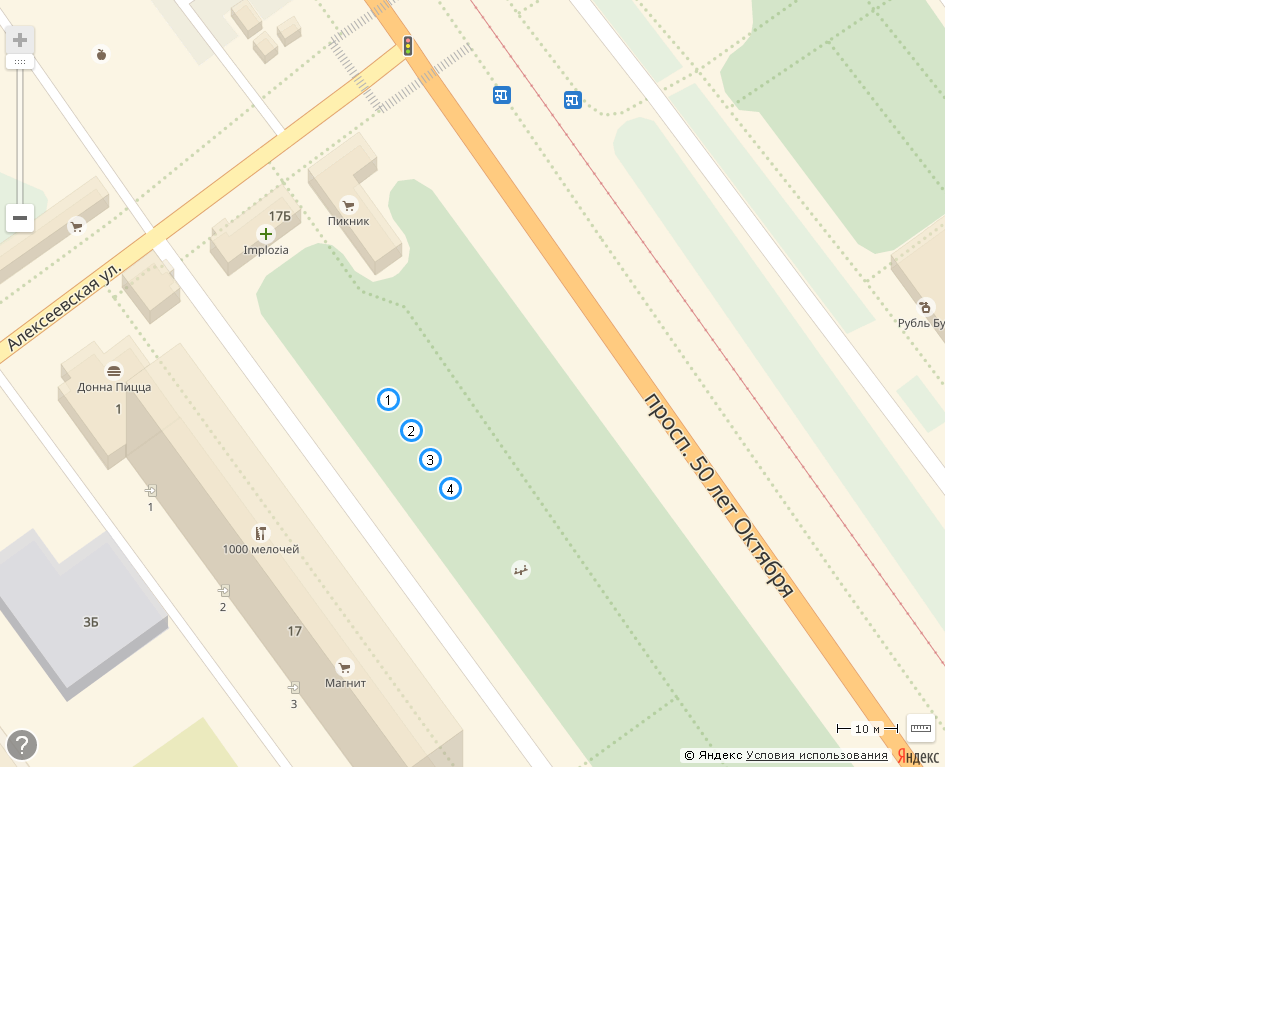 17Б
Пикник
Implozia
Алексеевская ул.
Рубль Бу
Донна Пицца
1
1
2
3
4
просп. 50 лет Октября
1
1000 мелочей
2
3Б
17
Магнит
3
10 м
?
© Яндекс Условия использования
Яндекс